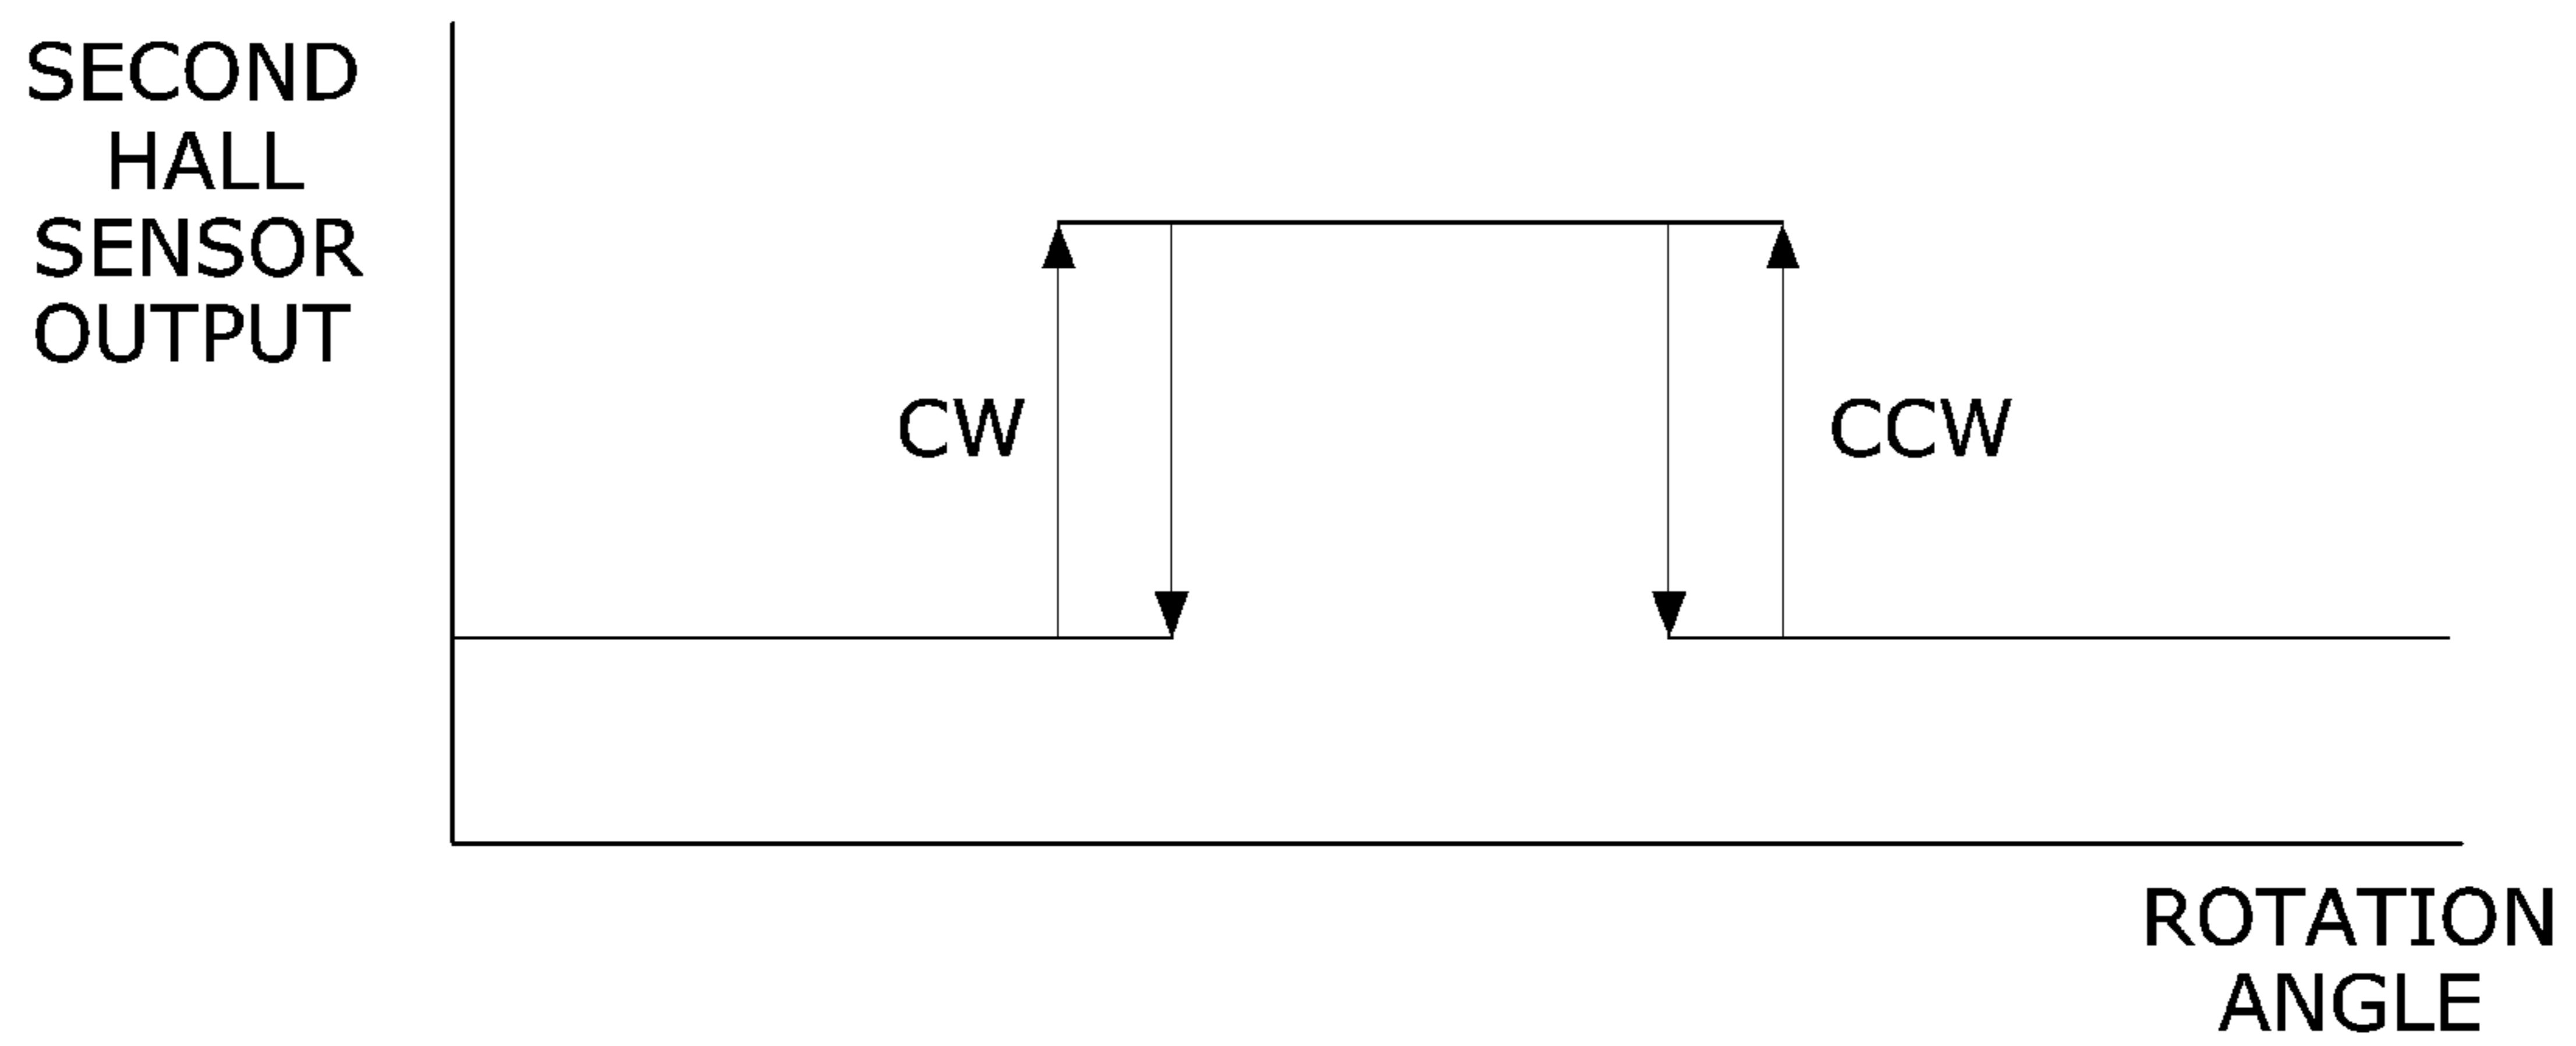 SECOND
HALL
SENSOR
OUTPUT
CW
CCW
ROTATION
ANGLE